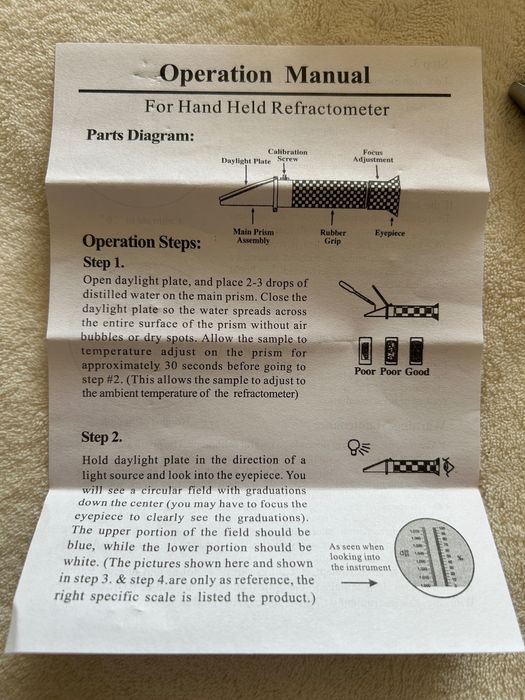 Operation Manual
For Hand Held Refractometer
Parts Diagram:
Calibration
Screw
Focus
Adjustment
Daylight Plate
Main Prism
Assembly
Rubber
Grip
Eyepiece
Operation Steps:
Step 1.
Open daylight plate, and place 2-3 drops of
distilled water on the main prism. Close the
daylight plate so the water spreads across
the entire surface of the prism without air
bubbles or dry spots. Allow the sample to
temperature adjust on the prism for
approximately 30 seconds before going to
step #2. (This allows the sample to adjust to
the ambient temperature of the refractometer)
Poor Poor Good
Step 2.
Hold daylight plate in the direction of a
light source and look into the eyepiece. You
will see a circular field with graduations
down the center (you may have to focus the
eyepiece to clearly see the graduations).
The upper portion of the field should be
blue, while the lower portion should be
white. (The pictures shown here and shown
in step 3. & step 4.are only as reference, the
right specific scale is listed the product.)
As seen when
looking into
the instrument